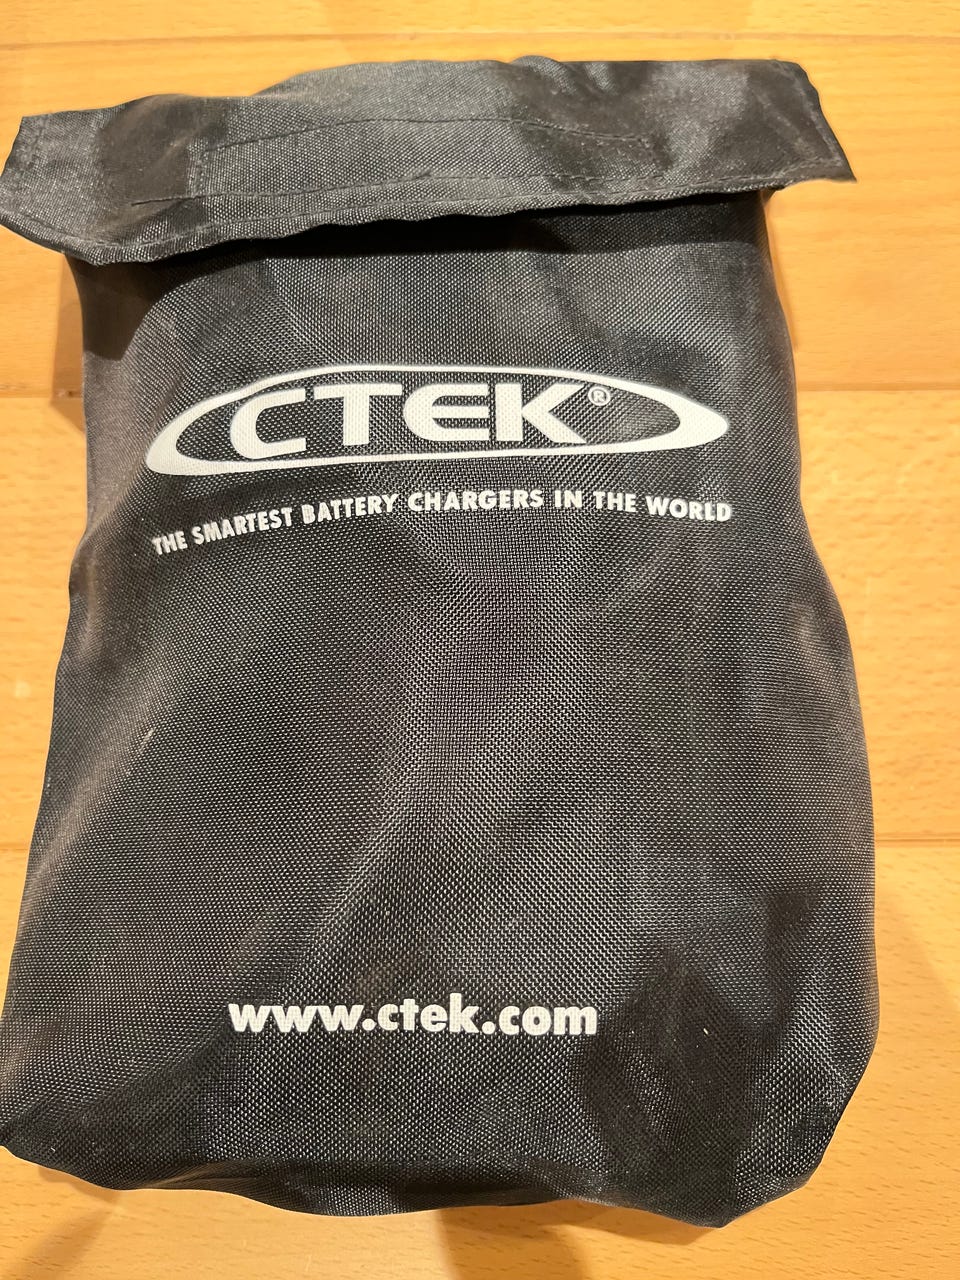 CTEK®
THE SMARTEST BATTERY CHARGERS IN THE WORLD
www.ctek.com